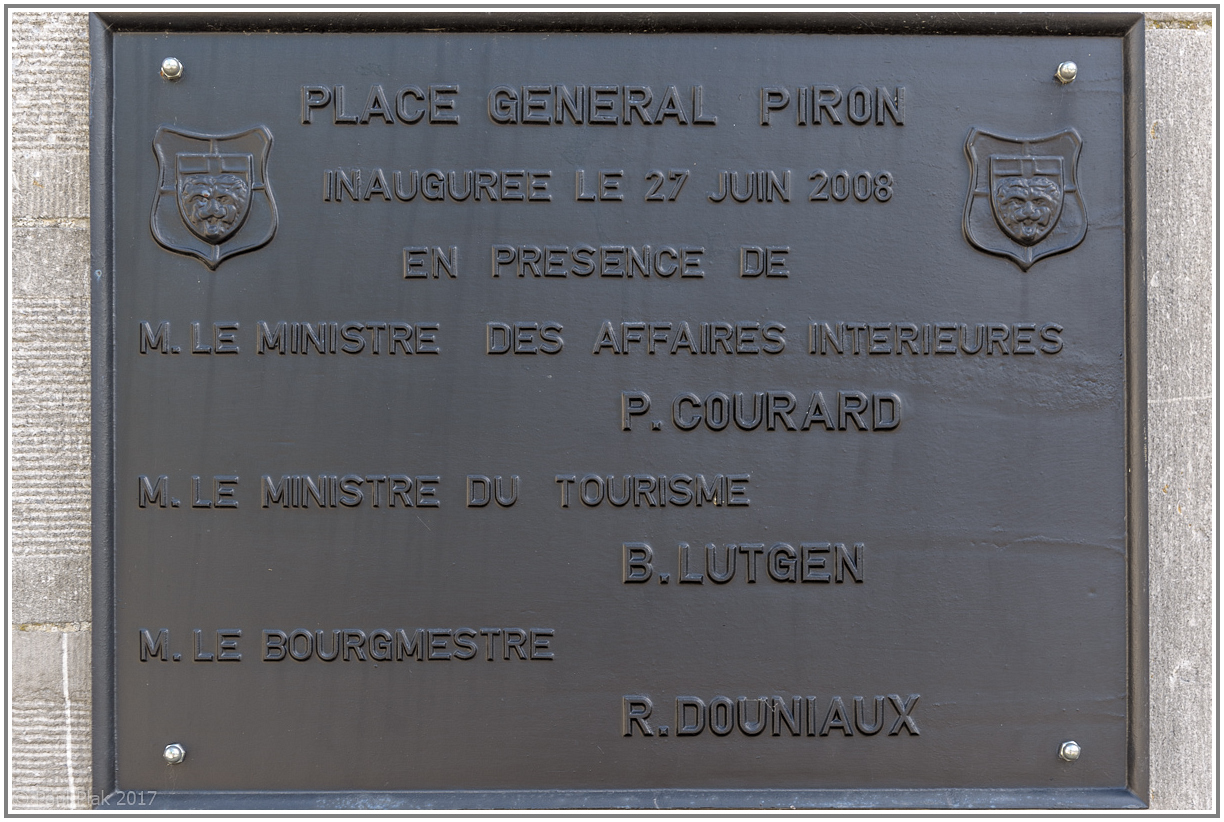 PLACE GENERAL PIRON
INAUGUREE LE 27 JUIN 2008
EN PRESENCE DE
M. LE MINISTRE DES AFFAIRES INTERIEURES
P. COURARD
M. LE MINISTRE DU TOURISME
B. LUTGEN
M. LE BOURGMESTRE
R. DOUNIAUX
2017